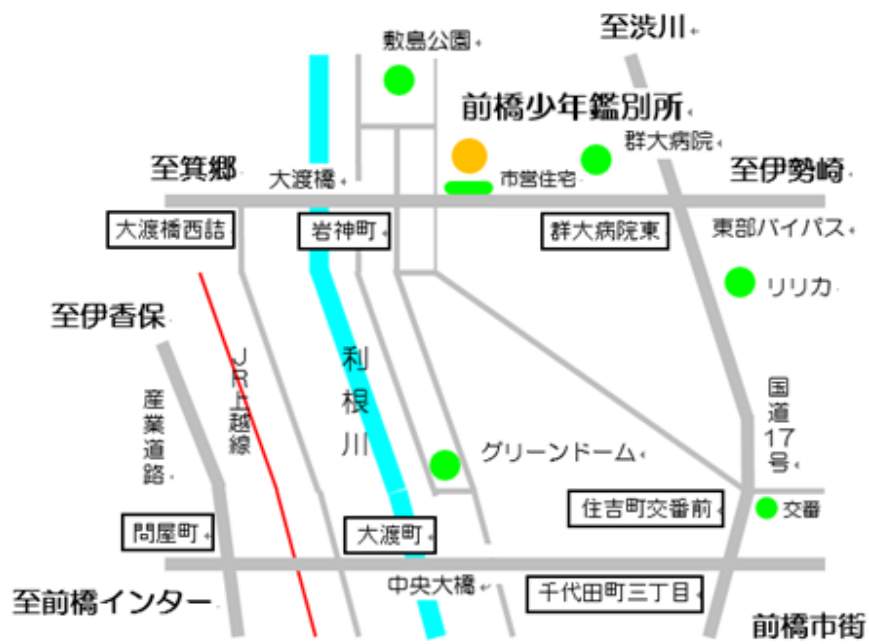 至渋川
敷島公園
前橋少年鑑別所
群大病院
至箕郷
大渡橋
市営住宅
至伊勢崎
大渡橋西詰
岩神町
群大病院東
東部バイパス
リリカ
至伊香保
JR上越線
利根川
産業道路
国道17号
グリーンドーム
問屋町
大渡町
住吉町交番前
交番
中央大橋
千代田町三丁目
至前橋インター
前橋市街